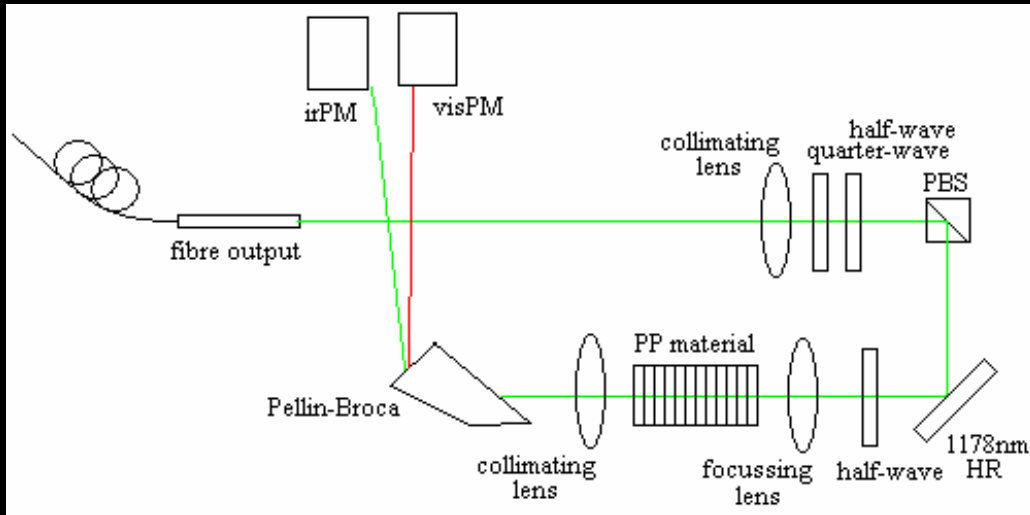 irPM
visPM
collimating
lens
half-wave
quarter-wave
PBS
fibre output
PP material
Pellin-Broca
collimating
lens
focussing
lens
half-wave
1178nm
HR